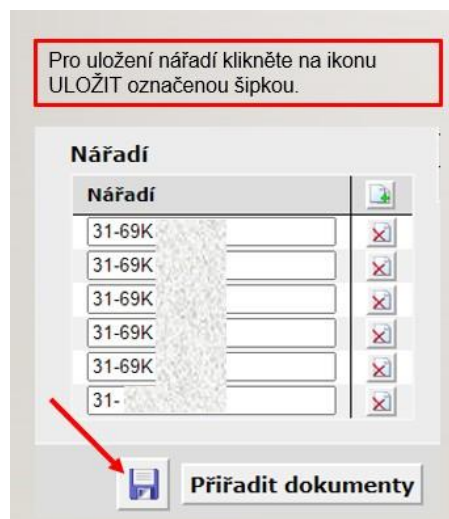 Pro uložení nářadí klikněte na ikonu
ULOŽIT označenou šipkou.
Nářadí
Nářadí
31-69K
31-69K
31-69K
31-69K
31-69K
31-
Přiřadit dokumenty